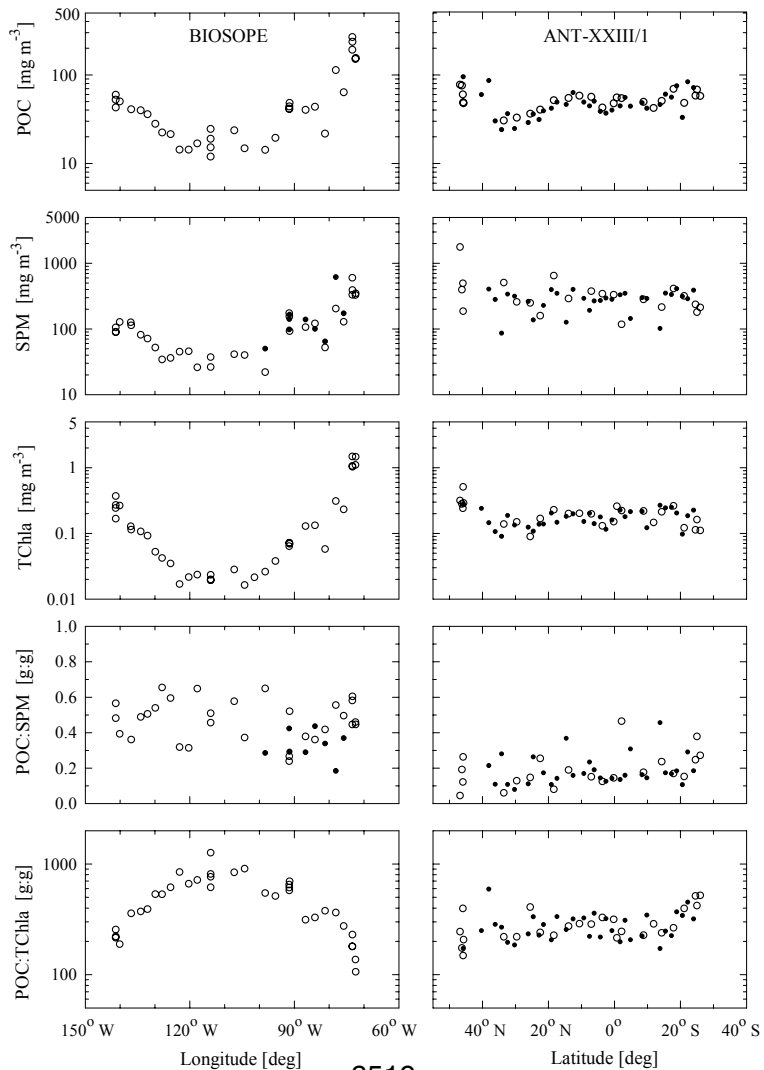 BIOSOPE
ANT-XXIII/1
500
100
10
POC [mg m⁻³]
5000
1000
100
10
SPM [mg m⁻³]
5
1
0.1
0.01
TChla [mg m⁻³]
1.0
0.8
0.6
0.4
0.2
0.0
POC:SPM [g:g]
1000
100
POC:TChla [g:g]
150° W
120° W
90° W
60° W
40° N
20° N
0°
20° S
40° S
Longitude [deg]
Latitude [deg]